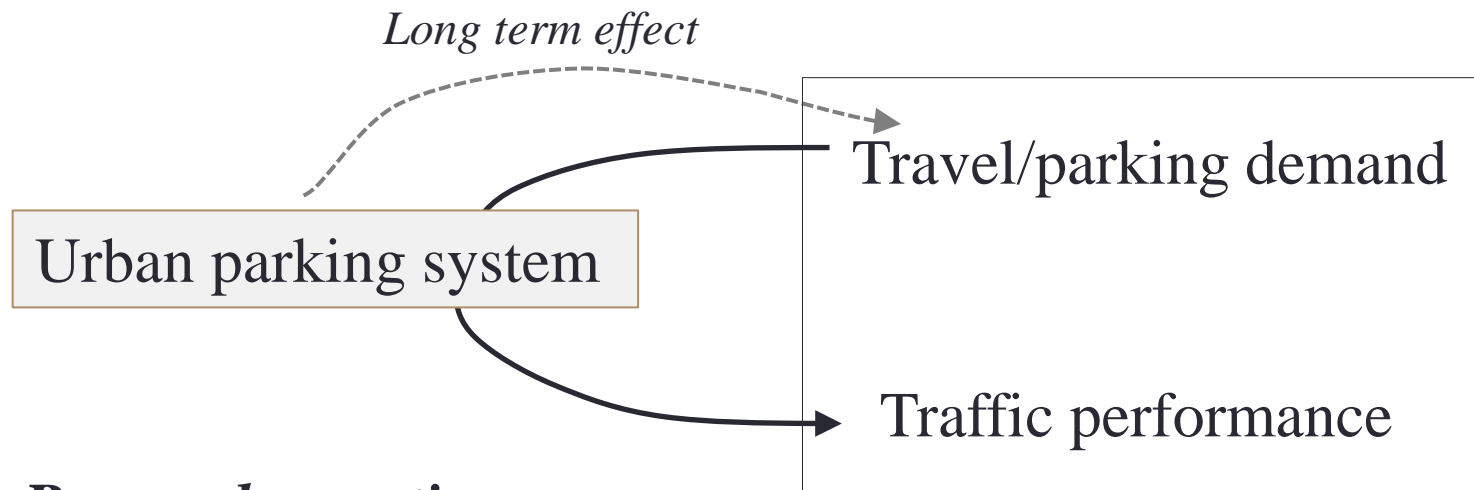 Long term effect
Travel/parking demand
Urban parking system
Traffic performance